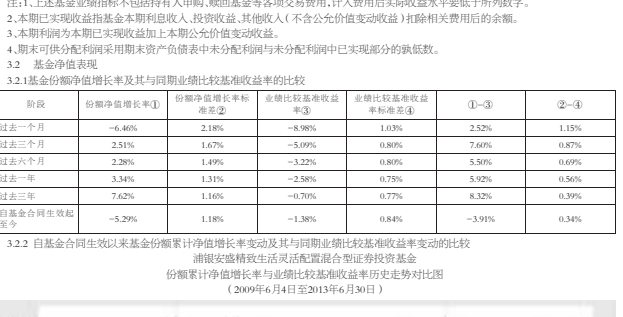 注:1、上述基金业绩指标不包括持有人申购、赎回基金等各项交易费用,计入费用后实际收益水平要低于所列数字。
2、本期已实现收益指基金本期利息收入、投资收益、其他收入(不含公允价值变动收益)扣除相关费用后的余额。
3、本期利润为本期已实现收益加上本期公允价值变动收益。
4、期末可供分配利润采用期末资产负债表中未分配利润与未分配利润中已实现部分的孰低数。
3.2 基金净值表现
3.2.1基金份额净值增长率及其与同期业绩比较基准收益率的比较
阶段 份额净值增长率① 份额净值增长率标准差② 业绩比较基准收益率③ 业绩比较基准收益率标准差④ ①-③ ②-④
过去一个月 -6.46% 2.18% -8.98% 1.03% 2.52% 1.15%
过去三个月 2.51% 1.67% -5.09% 0.80% 7.60% 0.87%
过去六个月 2.28% 1.49% -3.22% 0.80% 5.50% 0.69%
过去一年 3.34% 1.31% -2.58% 0.75% 5.92% 0.56%
过去三年 7.62% 1.16% -0.70% 0.77% 8.32% 0.39%
自基金合同生效起至今 -5.29% 1.18% -1.38% 0.84% -3.91% 0.34%
3.2.2 自基金合同生效以来基金份额累计净值增长率变动及其与同期业绩比较基准收益率变动的比较
浦银安盛精致生活灵活配置混合型证券投资基金
份额累计净值增长率与业绩比较基准收益率历史走势对比图
(2009年6月4日至2013年6月30日)